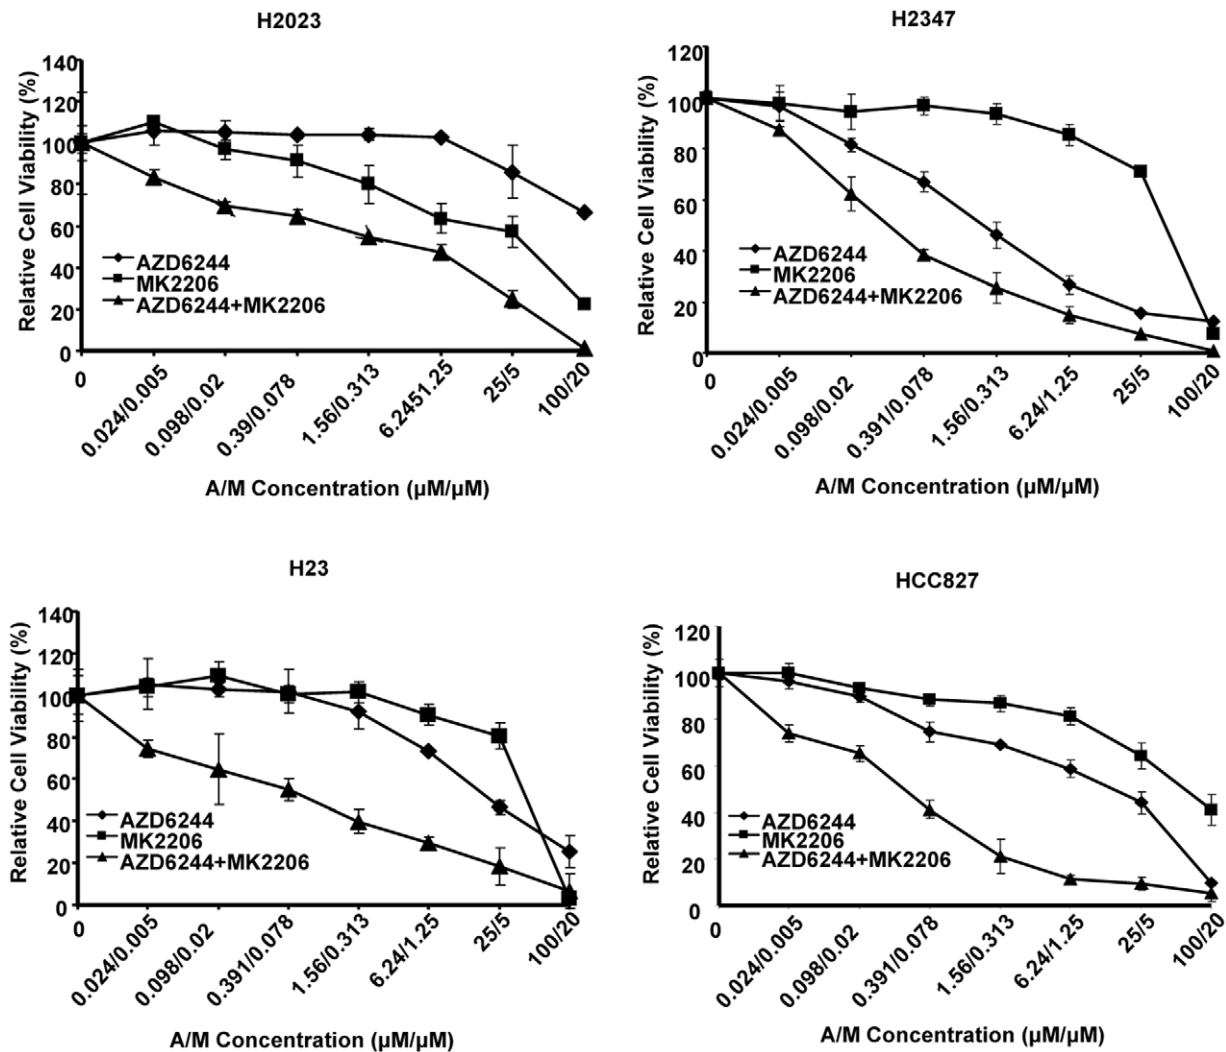 H2023
Relative Cell Viability (%)
140
120
100
80
60
40
20
0
AZD6244
MK2206
AZD6244+MK2206
0
0.024/0.005
0.098/0.02
0.39/0.078
1.56/0.313
6.2451.25
25/5
100/20
A/M Concentration (µM/µM)
H2347
Relative Cell Viability (%)
120
100
80
60
40
20
0
AZD6244
MK2206
AZD6244+MK2206
0
0.024/0.005
0.098/0.02
0.391/0.078
1.56/0.313
6.24/1.25
25/5
100/20
A/M Concentration (µM/µM)
H23
Relative Cell Viability (%)
140
120
100
80
60
40
20
0
AZD6244
MK2206
AZD6244+MK2206
0
0.024/0.005
0.098/0.02
0.391/0.078
1.56/0.313
6.24/1.25
25/5
100/20
A/M Concentration (µM/µM)
HCC827
Relative Cell Viability (%)
120
100
80
60
40
20
0
AZD6244
MK2206
AZD6244+MK2206
0
0.024/0.005
0.098/0.02
0.391/0.078
1.56/0.313
6.24/1.25
25/5
100/20
A/M Concentration (µM/µM)